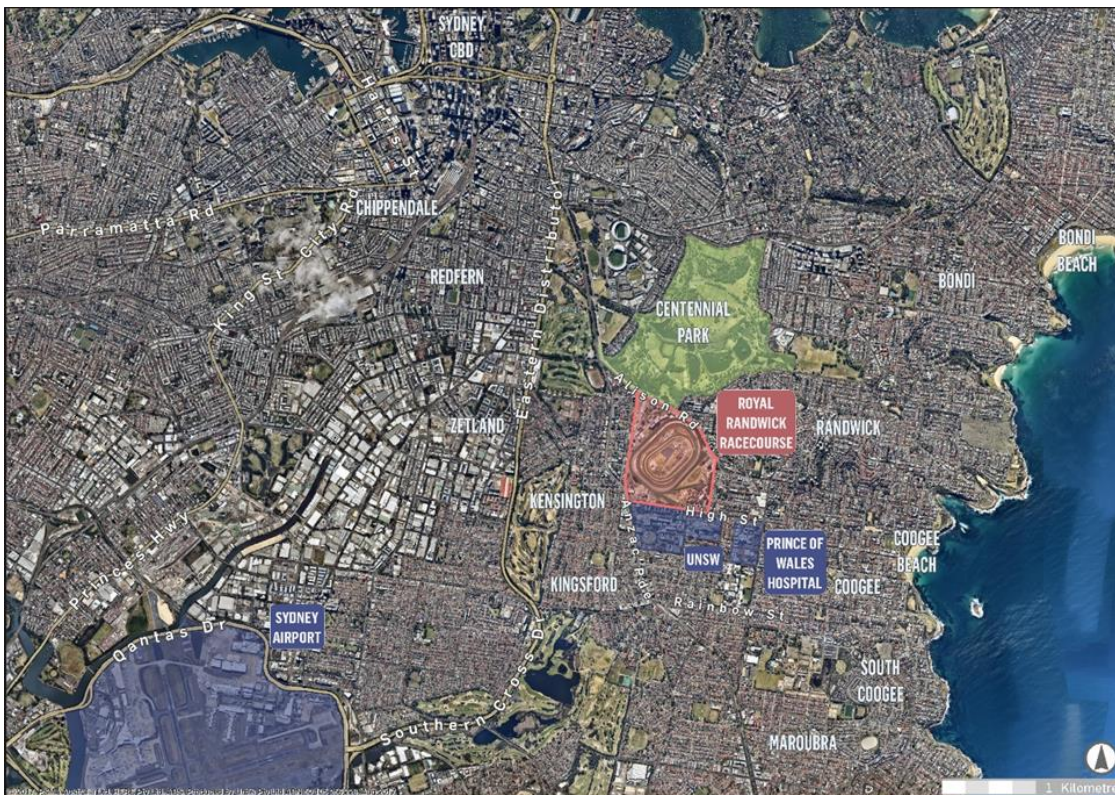 SYDNEY
CBD
Harris St
Parramatta Rd
CHIPPENDALE
King St
City Rd
REDFERN
Eastern Distributor
CENTENNIAL
PARK
BONDI
BONDI
BEACH
Alison Rd
ROYAL
RANDWICK
RACECOURSE
RANDWICK
ZETLAND
KENSINGTON
High St
Anzac Pde
UNSW
PRINCE OF
WALES
HOSPITAL
COOGEE
BEACH
COOGEE
Princes Hwy
KINGSFORD
Rainbow St
SYDNEY
AIRPORT
Qantas Dr
Southern Cross Dr
SOUTH
COOGEE
MAROUBRA
1 Kilometre